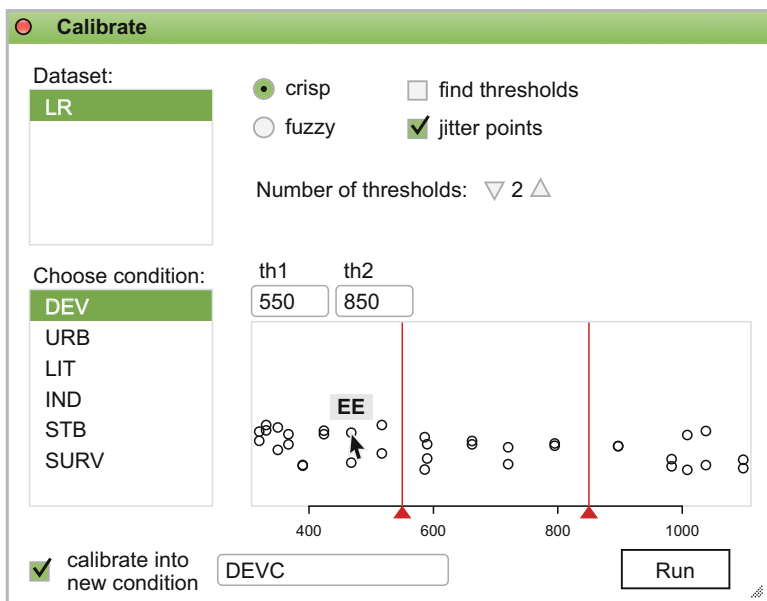 Calibrate
Dataset:
LR
crisp
find thresholds
fuzzy
jitter points
Number of thresholds: 2
Choose condition:
DEV
URB
LIT
IND
STB
SURV
th1 th2
550 850
EE
400 600 800 1000
calibrate into
new condition
DEVC
Run